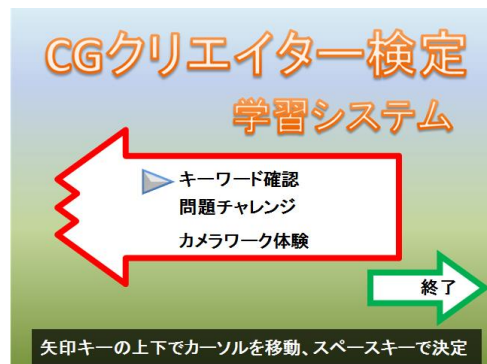 CGクリエイター検定
学習システム
キーワード確認
問題チャレンジ
カメラワーク体験
終了
矢印キーの上下でカーソルを移動、スペースキーで決定